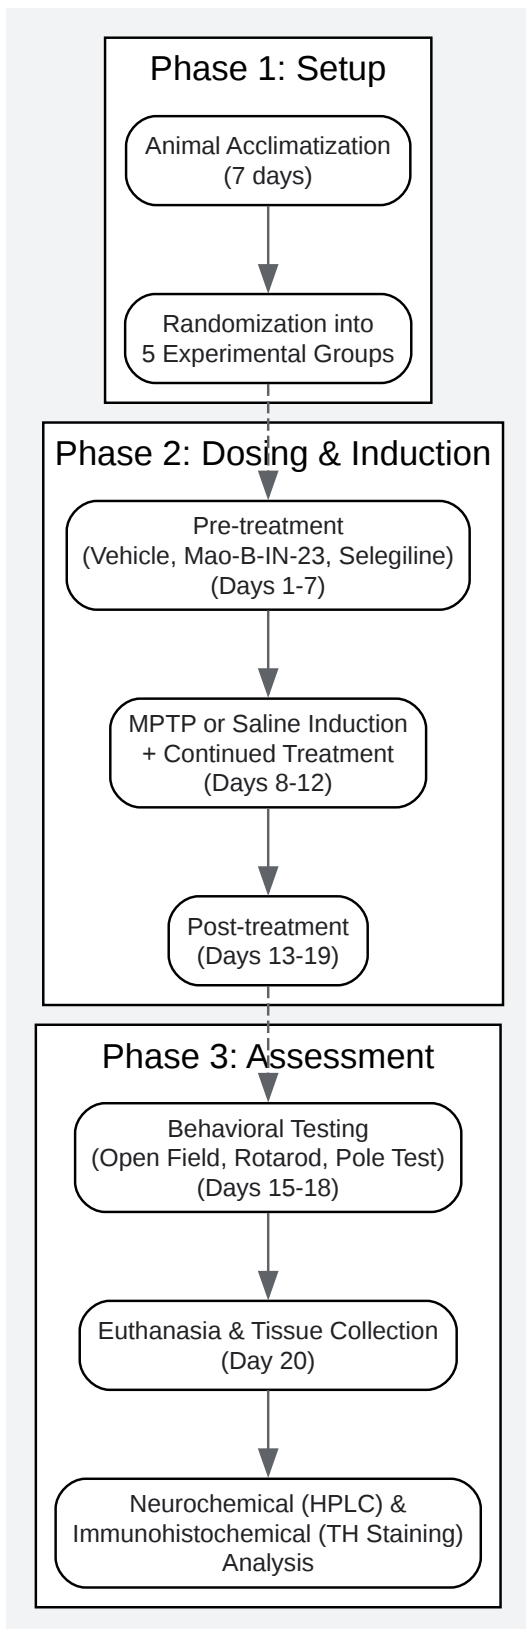 Phase 1: Setup
Animal Acclimatization
(7 days)
Randomization into
5 Experimental Groups
Phase 2: Dosing & Induction
Pre-treatment
(Vehicle, Mao-B-IN-23, Selegiline)
(Days 1-7)
MPTP or Saline Induction
+ Continued Treatment
(Days 8-12)
Post-treatment
(Days 13-19)
Phase 3: Assessment
Behavioral Testing
(Open Field, Rotarod, Pole Test)
(Days 15-18)
Euthanasia & Tissue Collection
(Day 20)
Neurochemical (HPLC) &
Immunohistochemical (TH Staining)
Analysis